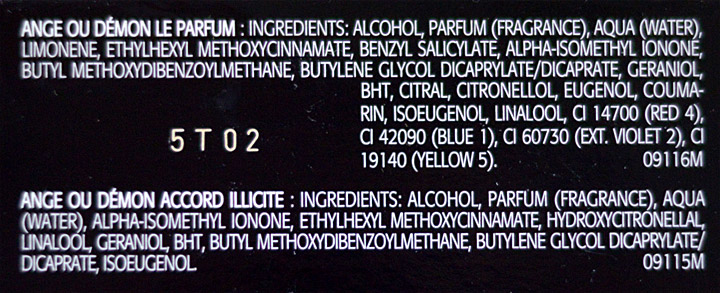 ANGE OU DÉMON LE PARFUM : INGREDIENTS: ALCOHOL, PARFUM (FRAGRANCE), AQUA (WATER),
LIMONENE, ETHYLHEXYL METHOXYCINNAMATE, BENZYL SALICYLATE, ALPHA-ISOMETHYL IONONE,
BUTYL METHOXYDIBENZOYLMETHANE, BUTYLENE GLYCOL DICAPRYLATE/DICAPRATE, GERANIOL,
BHT, CITRAL, CITRONELLOL, EUGENOL, COUMA-
RIN, ISOEUGENOL, LINALOOL, CI 14700 (RED 4),
CI 42090 (BLUE 1), CI 60730 (EXT. VIOLET 2), CI
19140 (YELLOW 5). 09116M
5T02
ANGE OU DÉMON ACCORD ILLICITE : INGREDIENTS: ALCOHOL, PARFUM (FRAGRANCE), AQUA
(WATER), ALPHA-ISOMETHYL IONONE, ETHYLHEXYL METHOXYCINNAMATE, HYDROXYCITRONELLAL,
LINALOOL, GERANIOL, BHT, BUTYL METHOXYDIBENZOYLMETHANE, BUTYLENE GLYCOL DICAPRYLATE/
DICAPRATE, ISOEUGENOL. 09115M